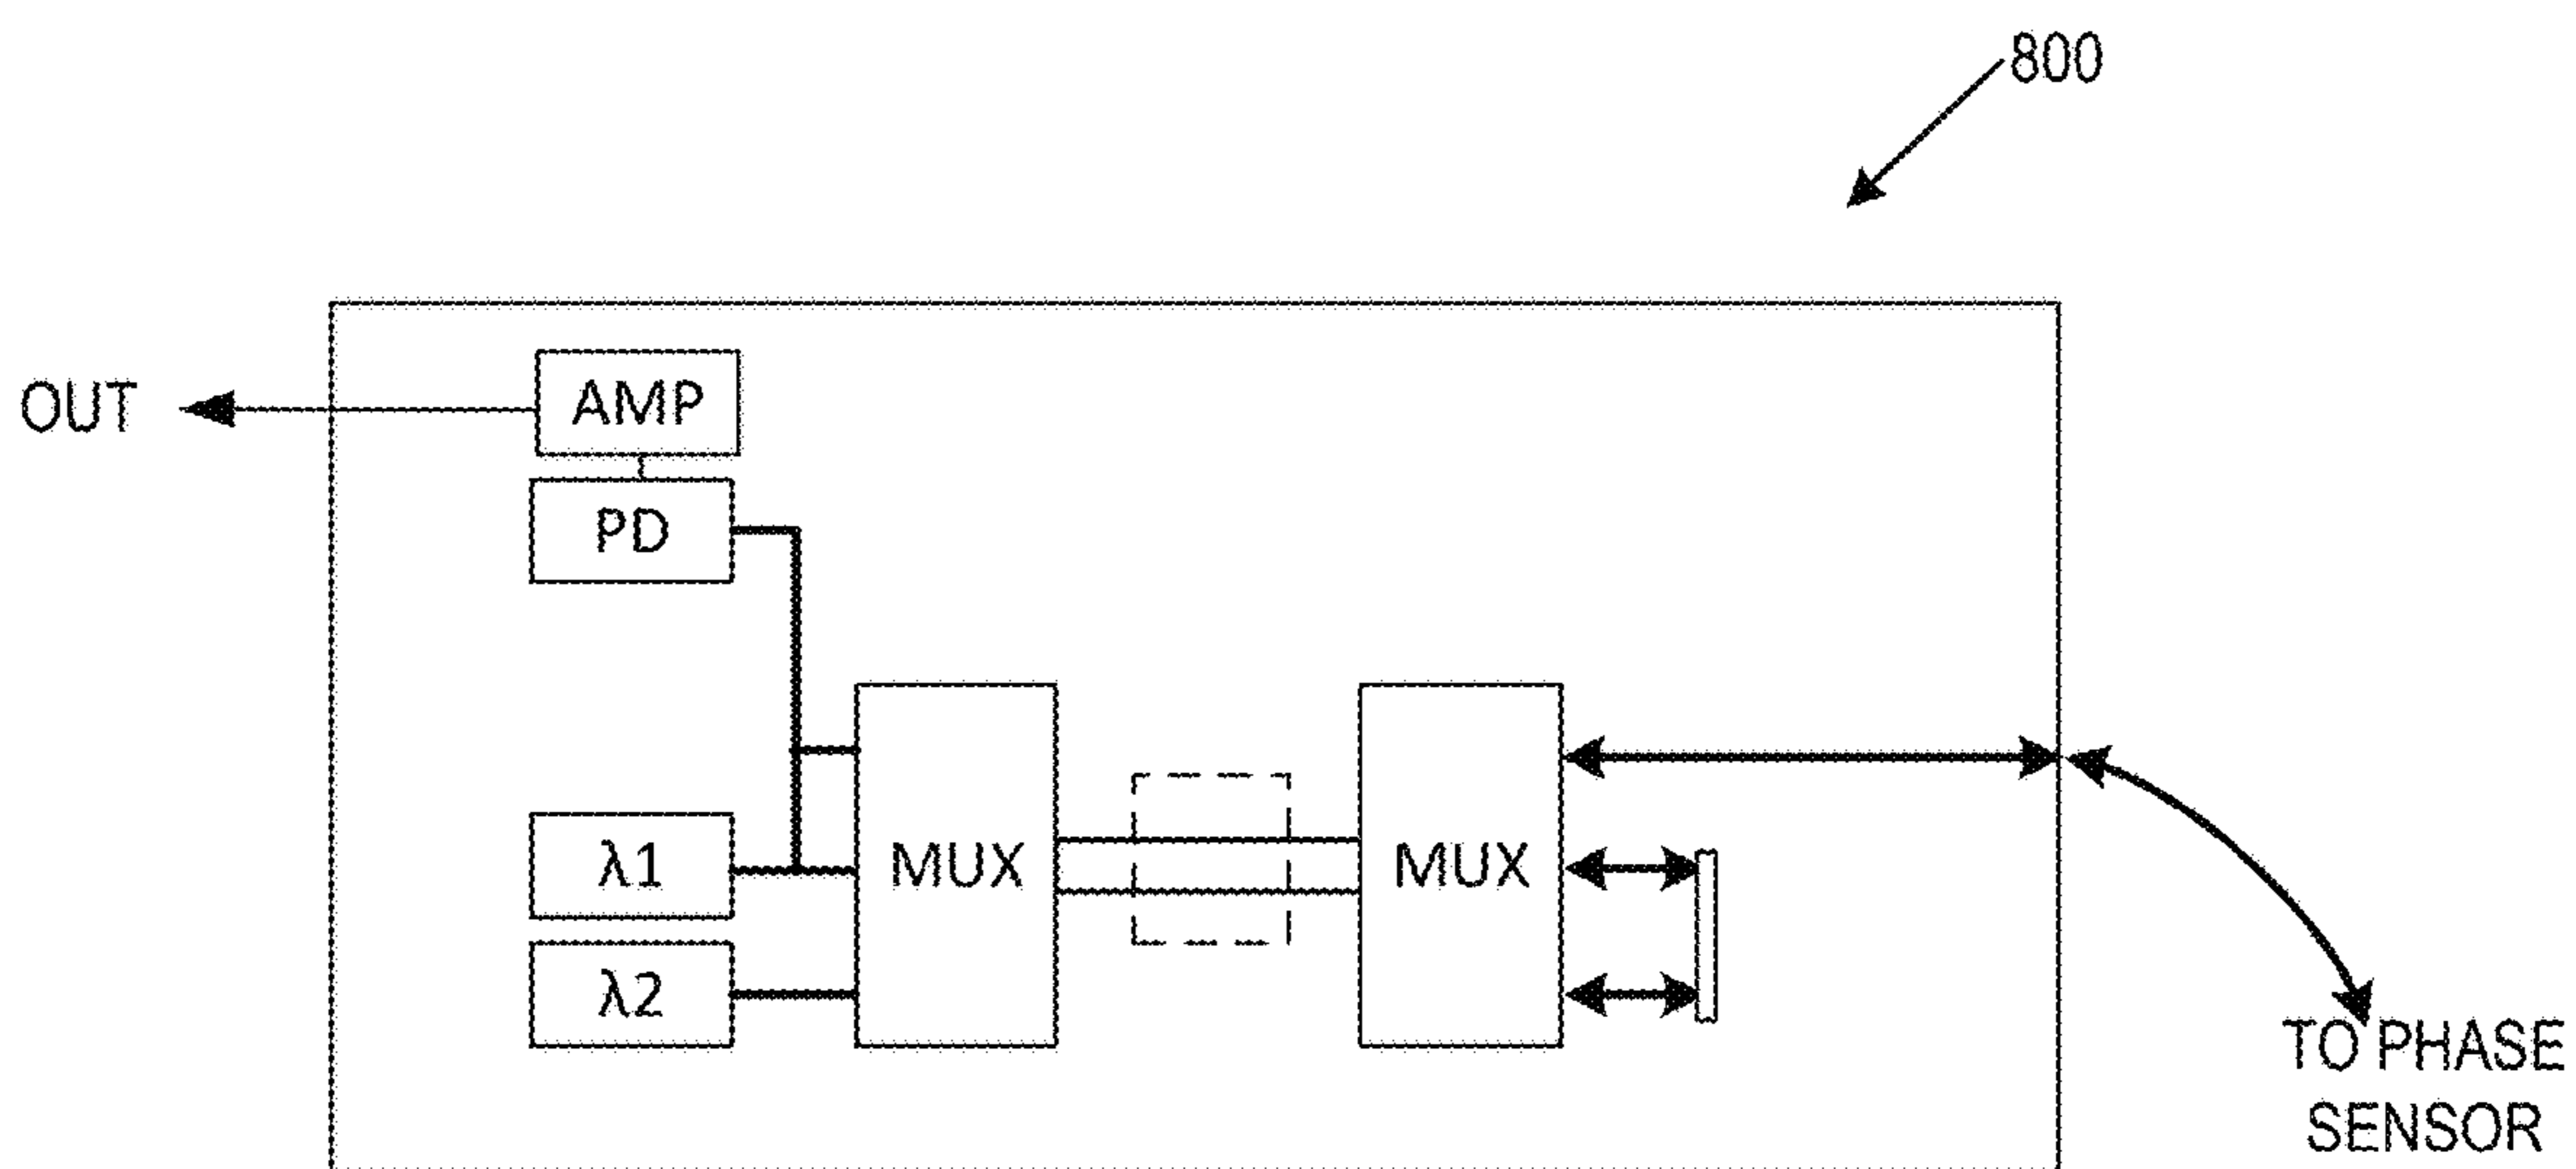 800
OUT
AMP
PD
λ1
λ2
MUX
MUX
TO PHASE
SENSOR